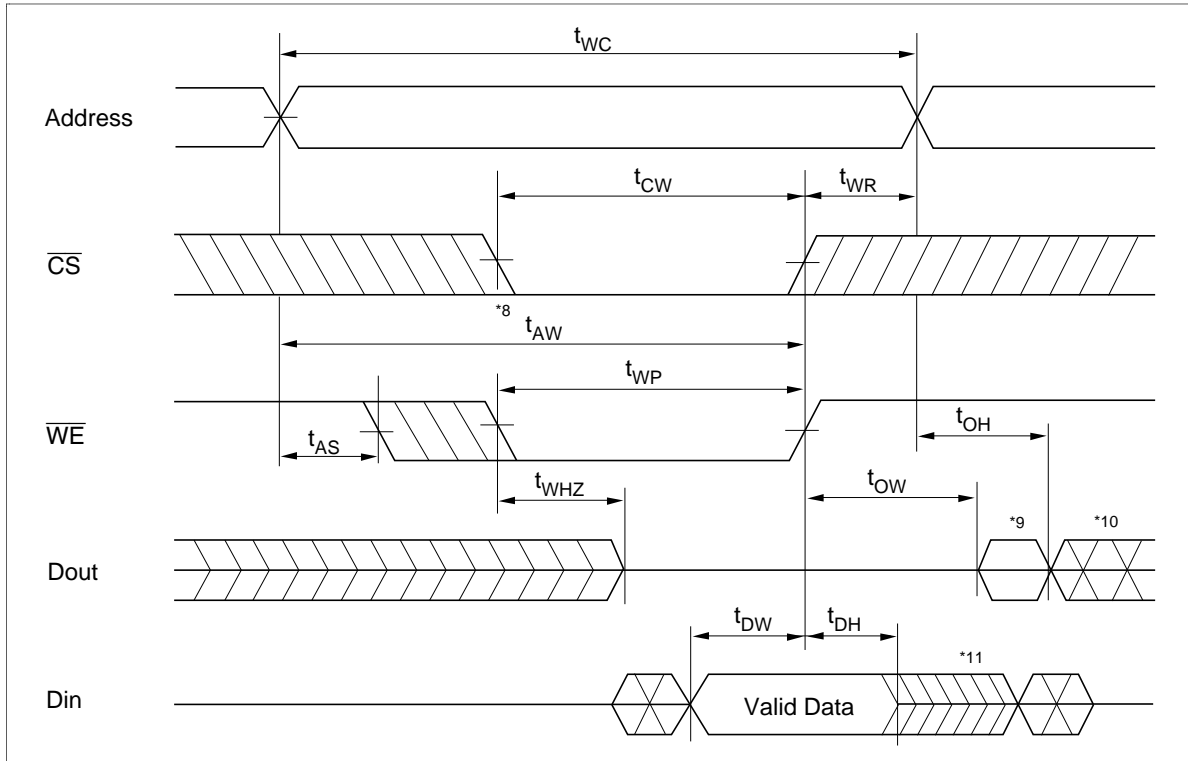 tWC
Address
tCW
tWR
CS
*8
tAW
tWP
WE
tAS
tOH
tWHZ
tOW
*9
*10
Dout
tDW
tDH
*11
Din
Valid Data